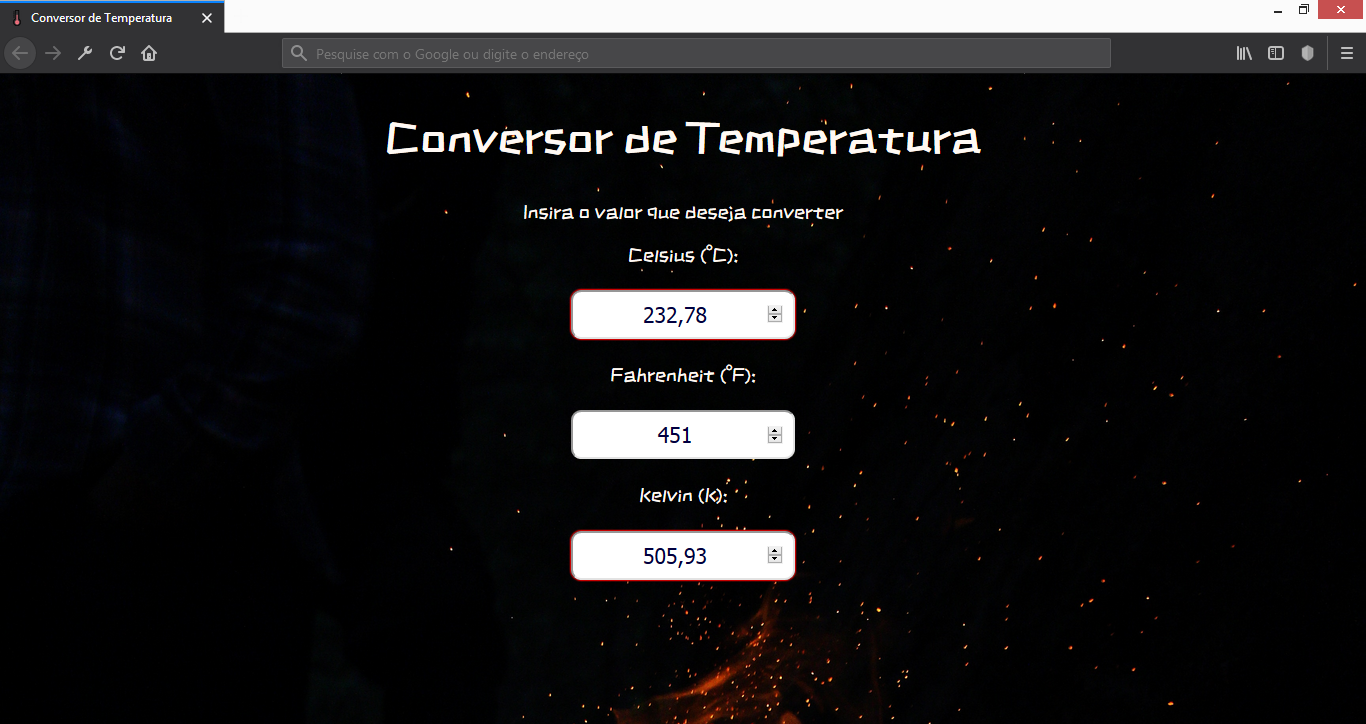 Conversor de Temperatura
Pesquise com o Google ou digite o endereço
Conversor de Temperatura
Insira o valor que deseja converter
Celsius (°C):
232,78
Fahrenheit (°F):
451
kelvin (k):
505,93